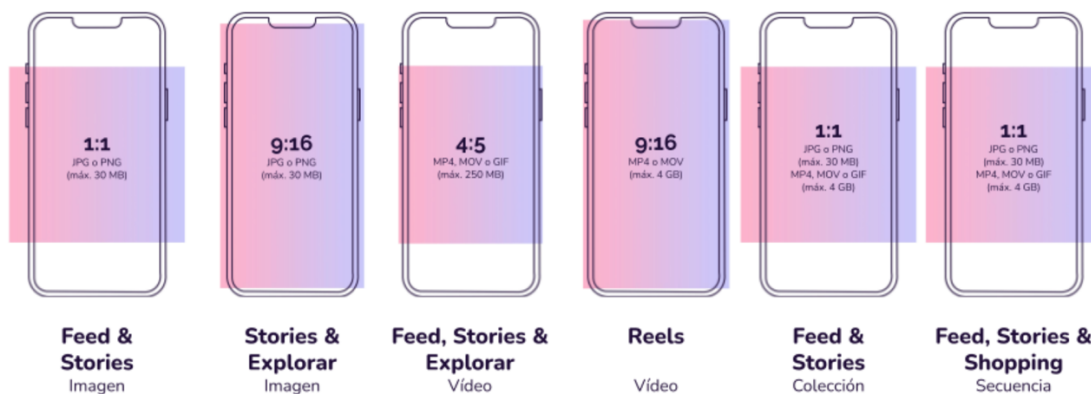 1:1
JPG o PNG
(máx. 30 MB)
9:16
JPG o PNG
(máx. 30 MB)
4:5
MP4, MOV o GIF
(máx. 250 MB)
9:16
MP4 o MOV
(máx. 4 GB)
1:1
JPG o PNG
(máx. 30 MB)
MP4, MOV o GIF
(máx. 4 GB)
1:1
JPG o PNG
(máx. 30 MB)
MP4, MOV o GIF
(máx. 4 GB)
Feed &
Stories
Imagen
Stories &
Explorar
Imagen
Feed, Stories &
Explorar
Vídeo
Reels
Vídeo
Feed &
Stories
Colección
Feed, Stories &
Shopping
Secuencia